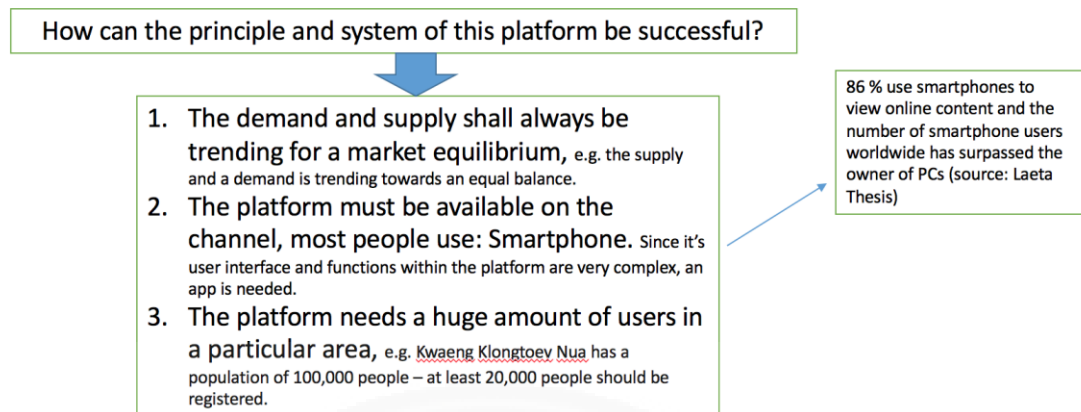 How can the principle and system of this platform be successful?
1. The demand and supply shall always be
trending for a market equilibrium, e.g. the supply
and a demand is trending towards an equal balance.
2. The platform must be available on the
channel, most people use: Smartphone. Since it's
user interface and functions within the platform are very complex, an
app is needed.
3. The platform needs a huge amount of users in
a particular area, e.g. Kwaeng Klongtoey Nua has a
population of 100,000 people – at least 20,000 people should be
registered.
86 % use smartphones to
view online content and the
number of smartphone users
worldwide has surpassed the
owner of PCs (source: Laeta
Thesis)